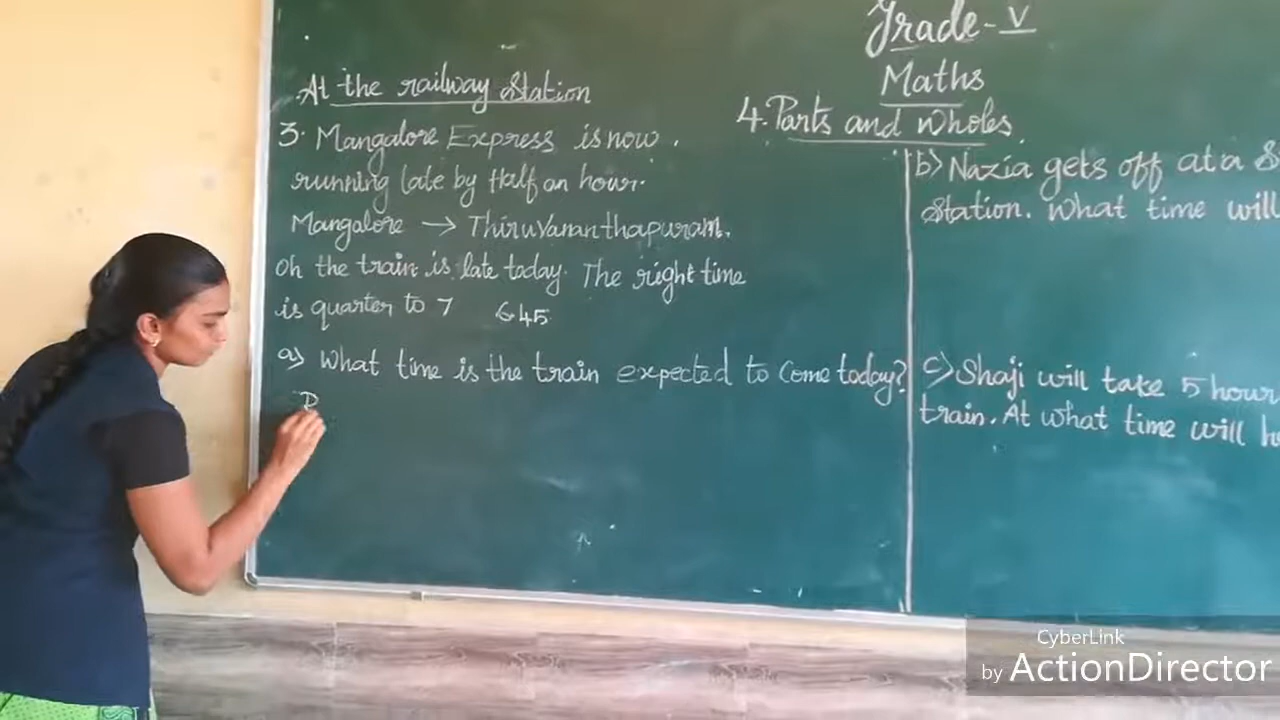 Grade - V
Maths
4. Parts and wholes
At the railway Station
3. Mangalore Express is now
running late by Half an hour.
Mangalore → Thiruvananthapuram.
Oh the train is late today. The right time
is quarter to 7 6 45
a) What time is the train expected to come today?
b) Nazia gets off at a
Station. What time will
c) Shaji will take 5 hour
train. At what time will
CyberLink
by ActionDirector